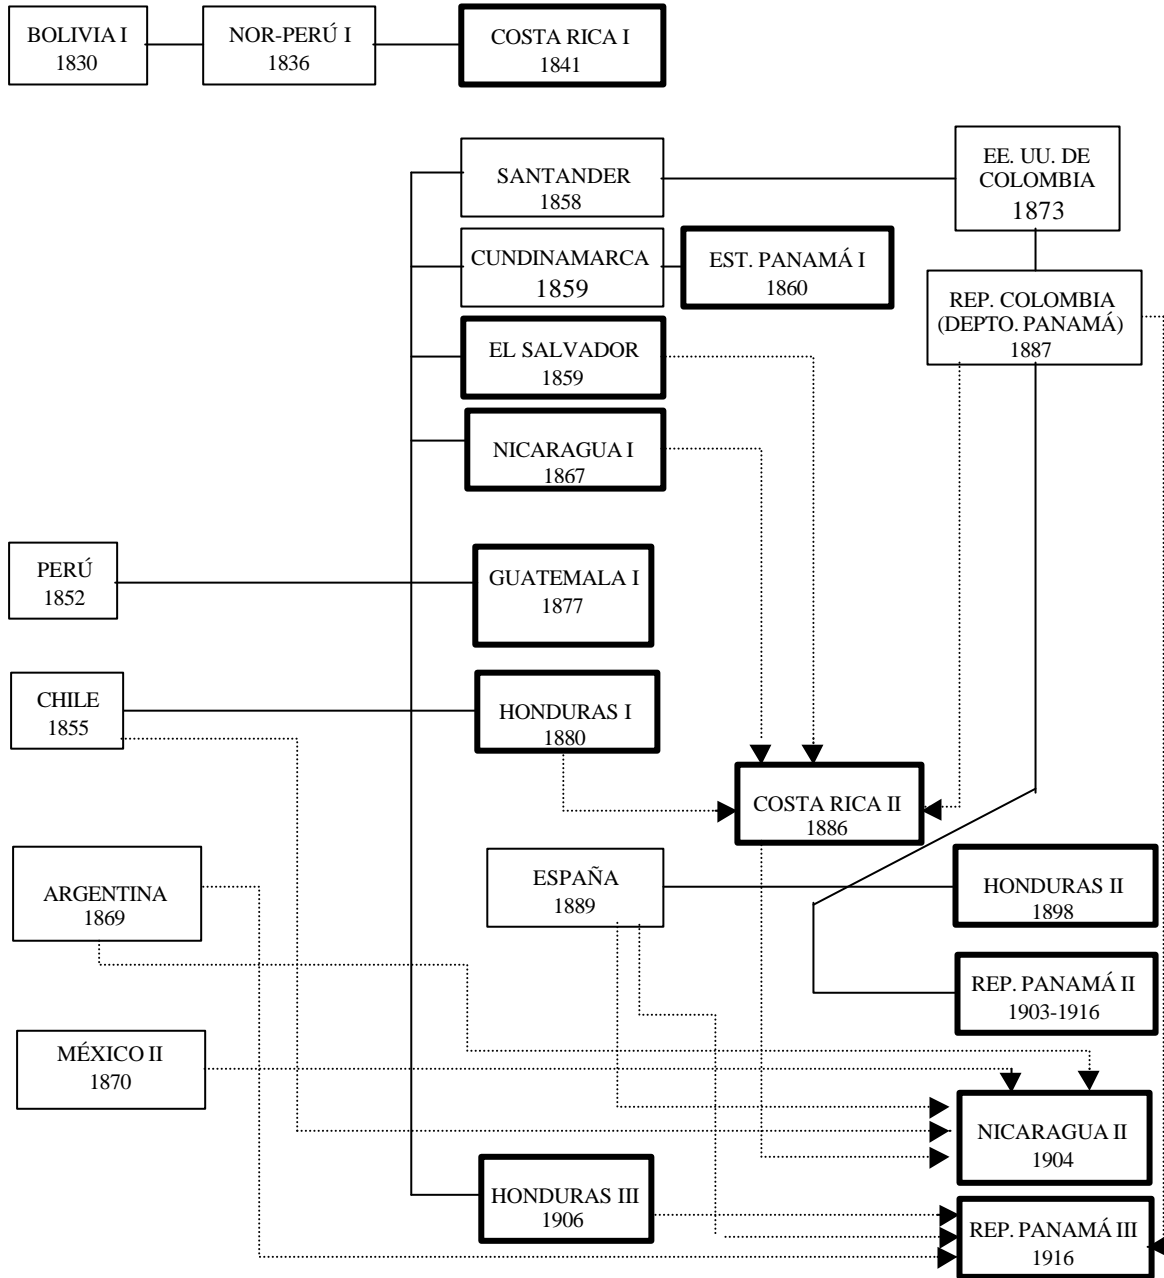 BOLIVIA I
1830
NOR-PERÚ I
1836
COSTA RICA I
1841
SANTANDER
1858
EE. UU. DE
COLOMBIA
1873
CUNDINAMARCA
1859
EST. PANAMÁ I
1860
REP. COLOMBIA
(DEPTO. PANAMÁ)
1887
EL SALVADOR
1859
NICARAGUA I
1867
PERÚ
1852
GUATEMALA I
1877
CHILE
1855
HONDURAS I
1880
COSTA RICA II
1886
ARGENTINA
1869
ESPAÑA
1889
HONDURAS II
1898
REP. PANAMÁ II
1903-1916
MÉXICO II
1870
NICARAGUA II
1904
HONDURAS III
1906
REP. PANAMÁ III
1916